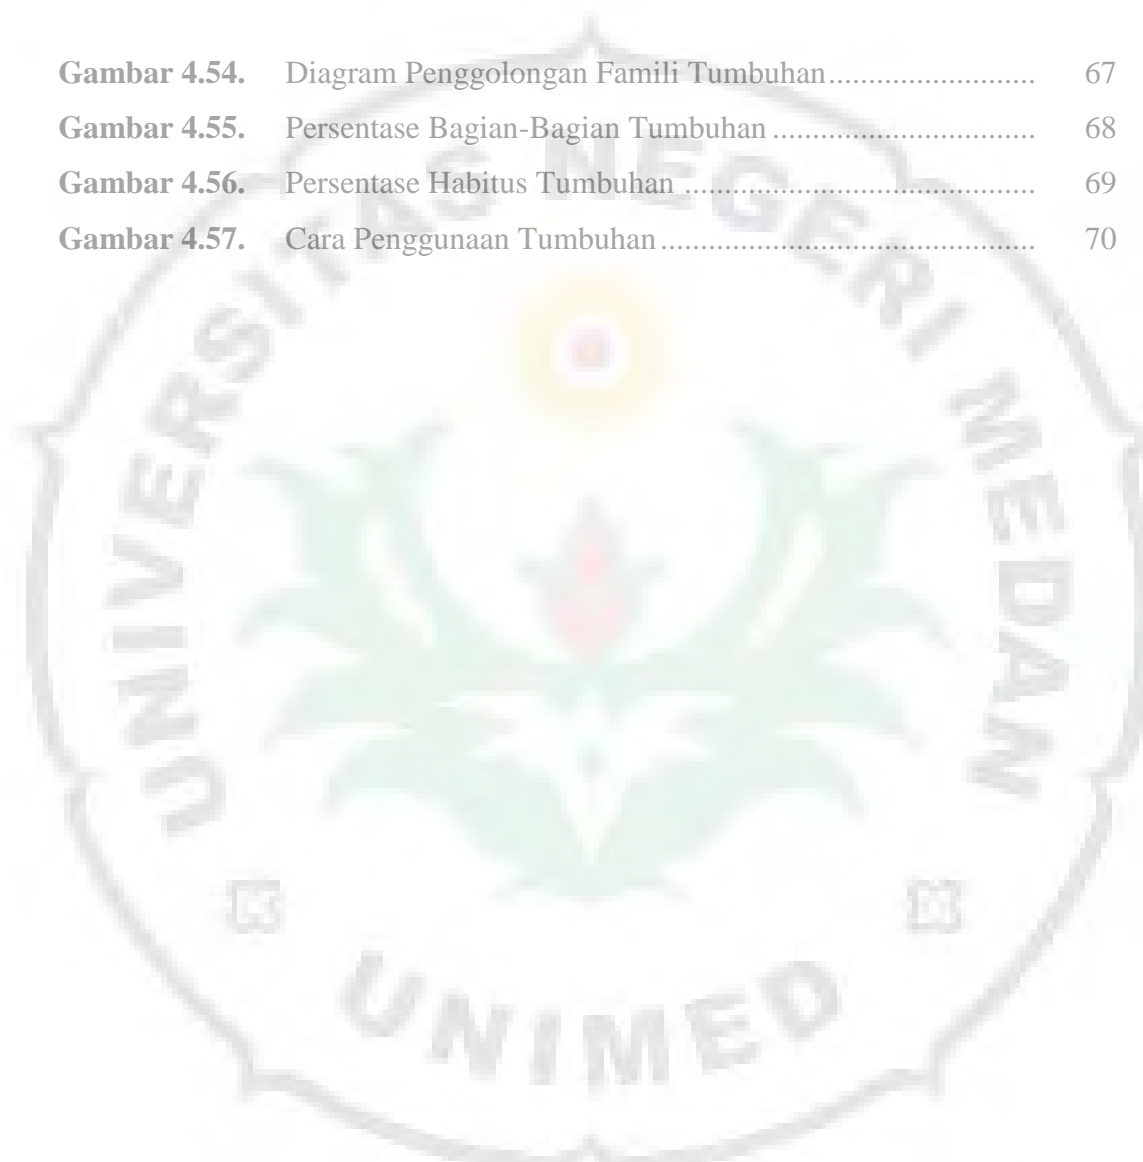 Gambar 4.54. Diagram Penggolongan Famili Tumbuhan.......................... 67
Gambar 4.55. Persentase Bagian-Bagian Tumbuhan ................................. 68
Gambar 4.56. Persentase Habitus Tumbuhan ............................................ 69
Gambar 4.57. Cara Penggunaan Tumbuhan............................................... 70
UNIVERSITAS NEGERI MEDAN
UNIMED